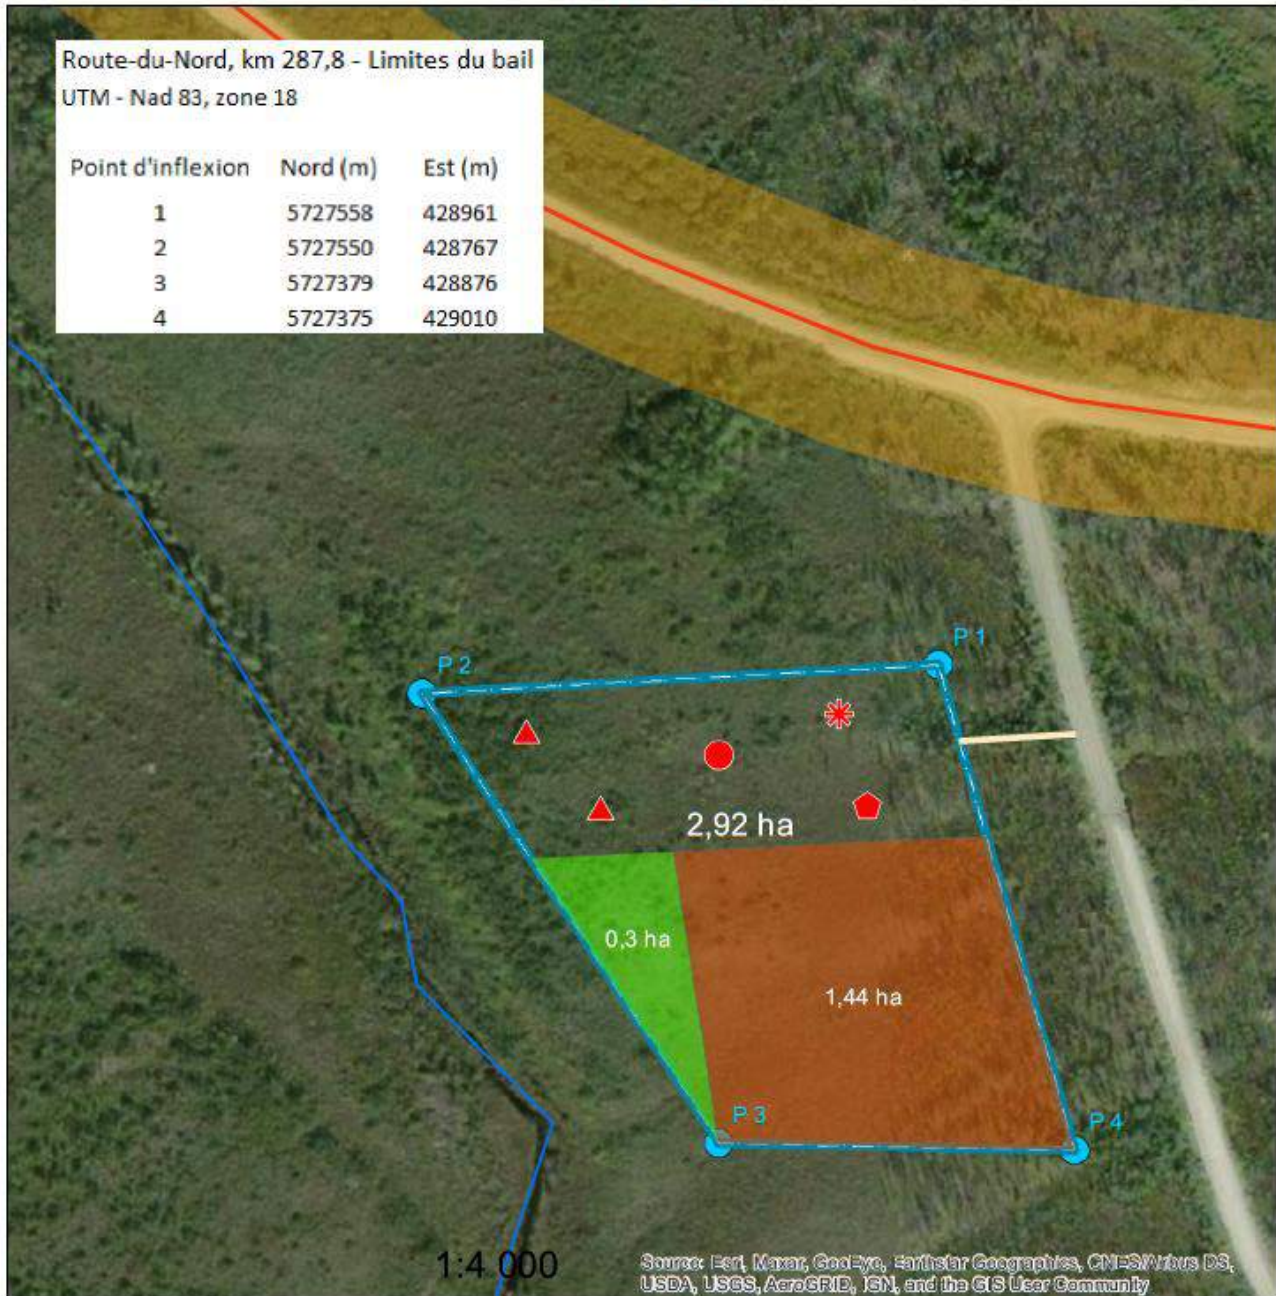 Route-du-Nord, km 287,8 - Limites du bail
UTM - Nad 83, zone 18
Point d'inflexion Nord (m) Est (m)
1 5727558 428961
2 5727550 428767
3 5727379 428876
4 5727375 429010
P 1
P 2
2,92 ha
0,3 ha
1,44 ha
P 3
P 4
1:4 000
Source: Esri, Maxar, GeoEye, Earthstar Geographics, CNES/Airbus DS,
USDA, USGS, AeroGRID, IGN, and the GIS User Community